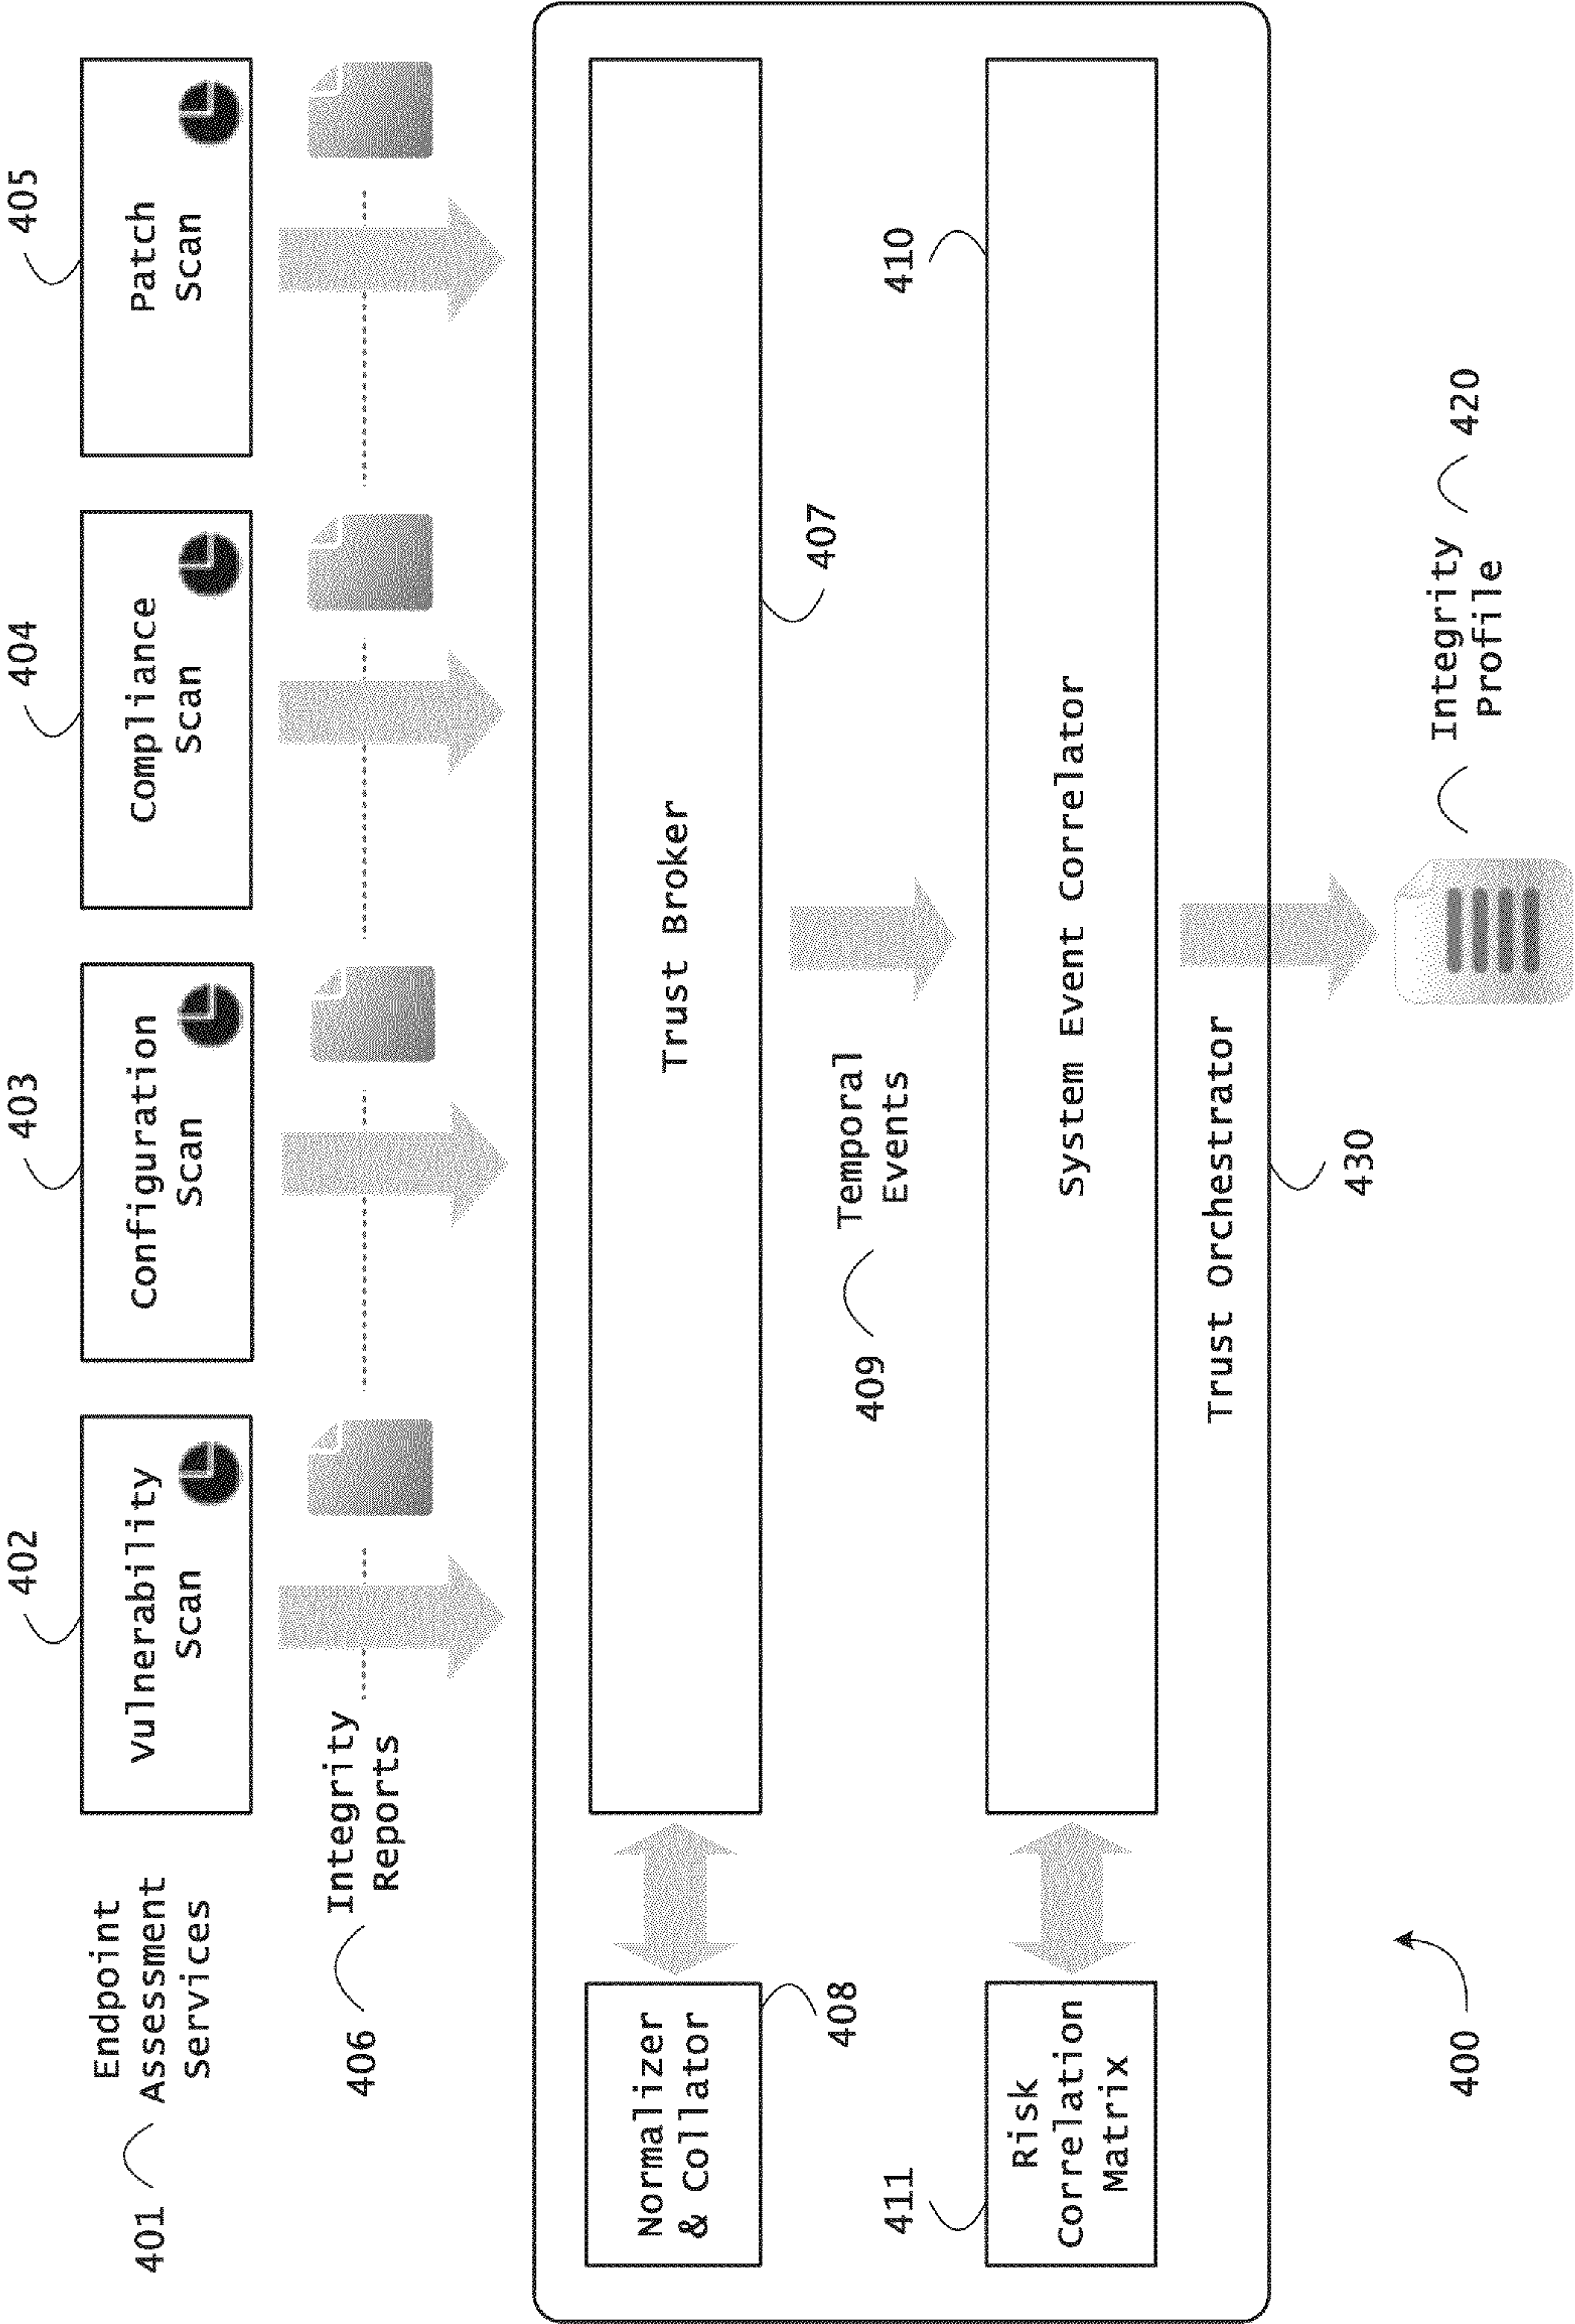 402
403
404
405
401
Endpoint
Assessment
Services
Vulnerability
Scan
Configuration
Scan
Compliance
Scan
Patch
Scan
406
Integrity
Reports
Normalizer
& Collator
408
Trust Broker
407
409
Temporal
Events
411
Risk
Correlation
Matrix
System Event Correlator
410
Trust Orchestrator
430
400
Integrity
Profile
420